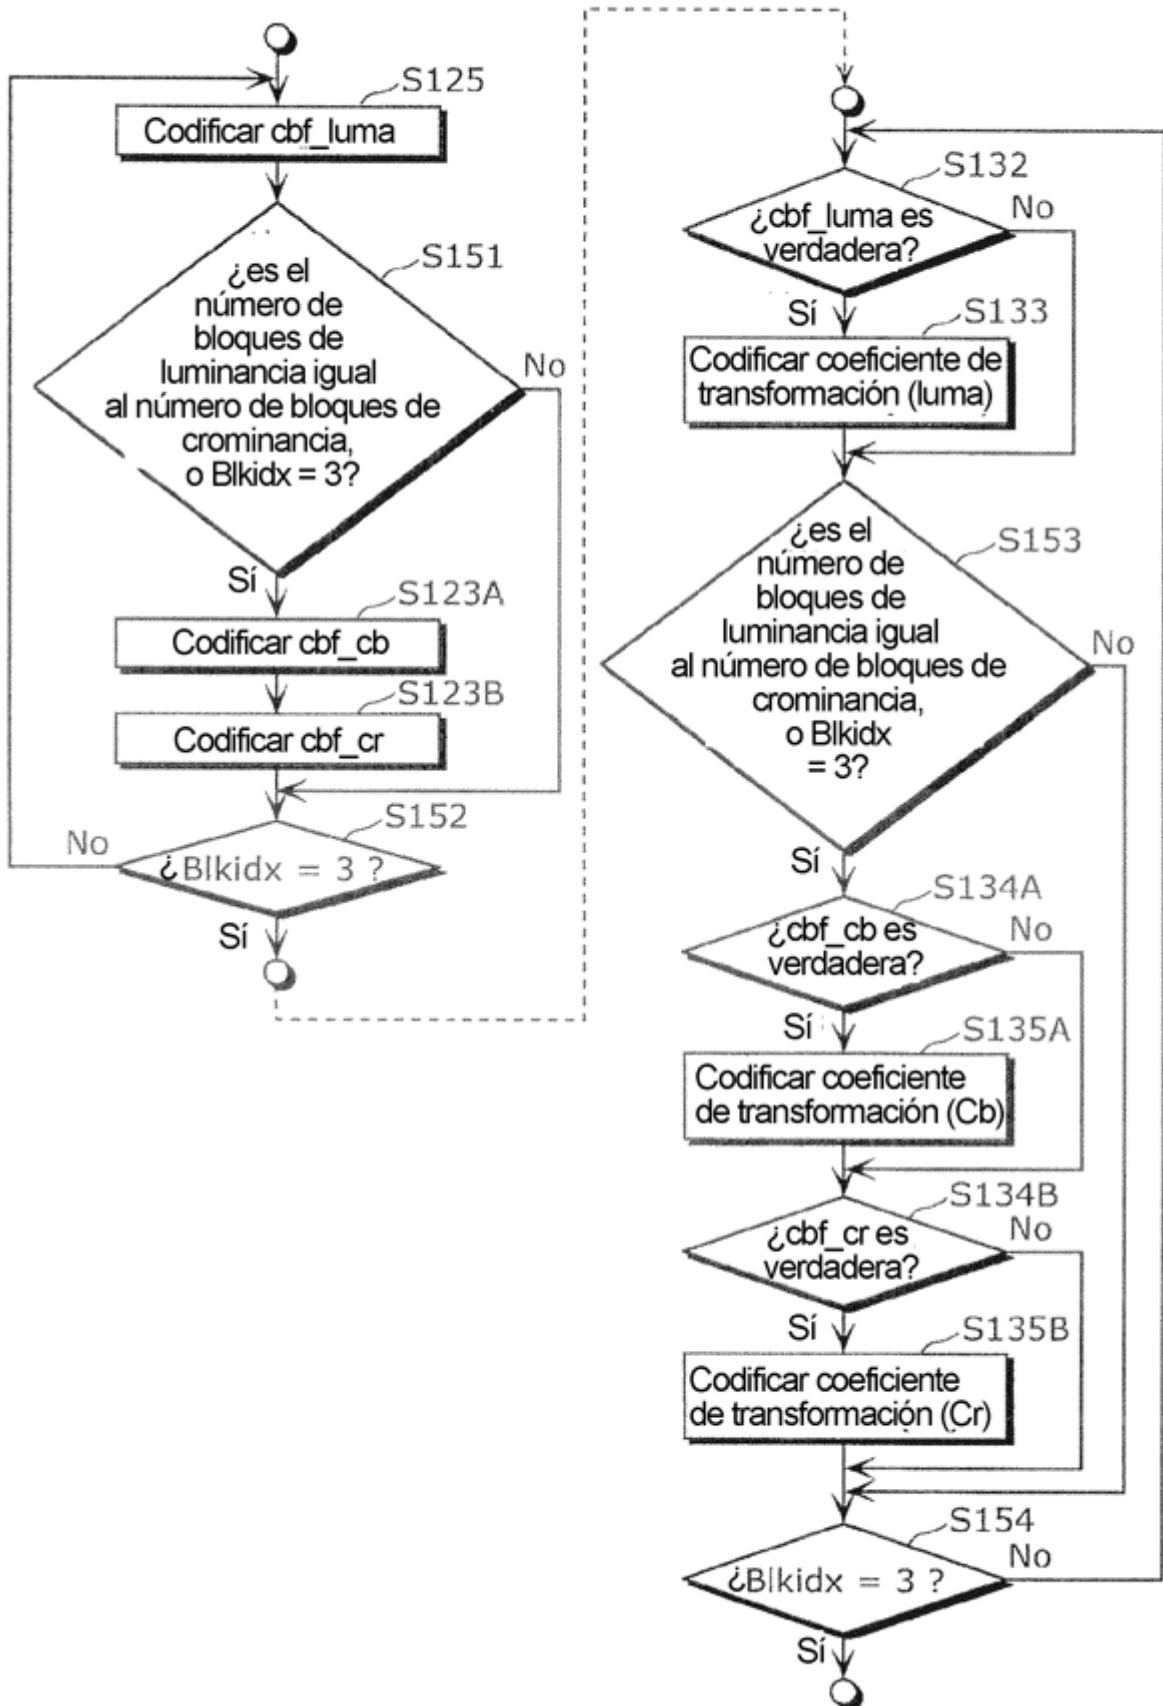 S125
Codificar cbf_luma
S151
¿es el
número de
bloques de
luminancia igual
al número de bloques de
crominancia,
o Blkidx = 3?
No
Sí
S123A
Codificar cbf_cb
S123B
Codificar cbf_cr
S152
No
¿Blkidx = 3 ?
Sí
S132
¿cbf_luma es
verdadera?
No
Sí
S133
Codificar coeficiente de
transformación (luma)
S153
¿es el
número de
bloques de
luminancia igual
al número de bloques de
crominancia,
o Blkidx
= 3?
No
Sí
S134A
¿cbf_cb es
verdadera?
No
Sí
S135A
Codificar coeficiente
de transformación (Cb)
S134B
¿cbf_cr es
verdadera?
No
Sí
S135B
Codificar coeficiente
de transformación (Cr)
S154
¿Blkidx = 3 ?
No
Sí